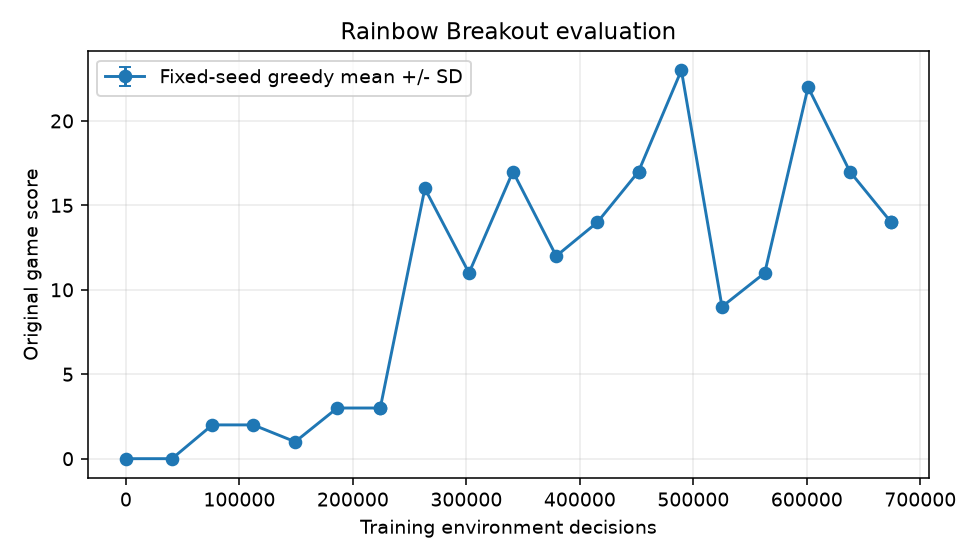 Rainbow Breakout evaluation
Fixed-seed greedy mean +/- SD
Original game score
20
15
10
5
0
0 100000 200000 300000 400000 500000 600000 700000
Training environment decisions